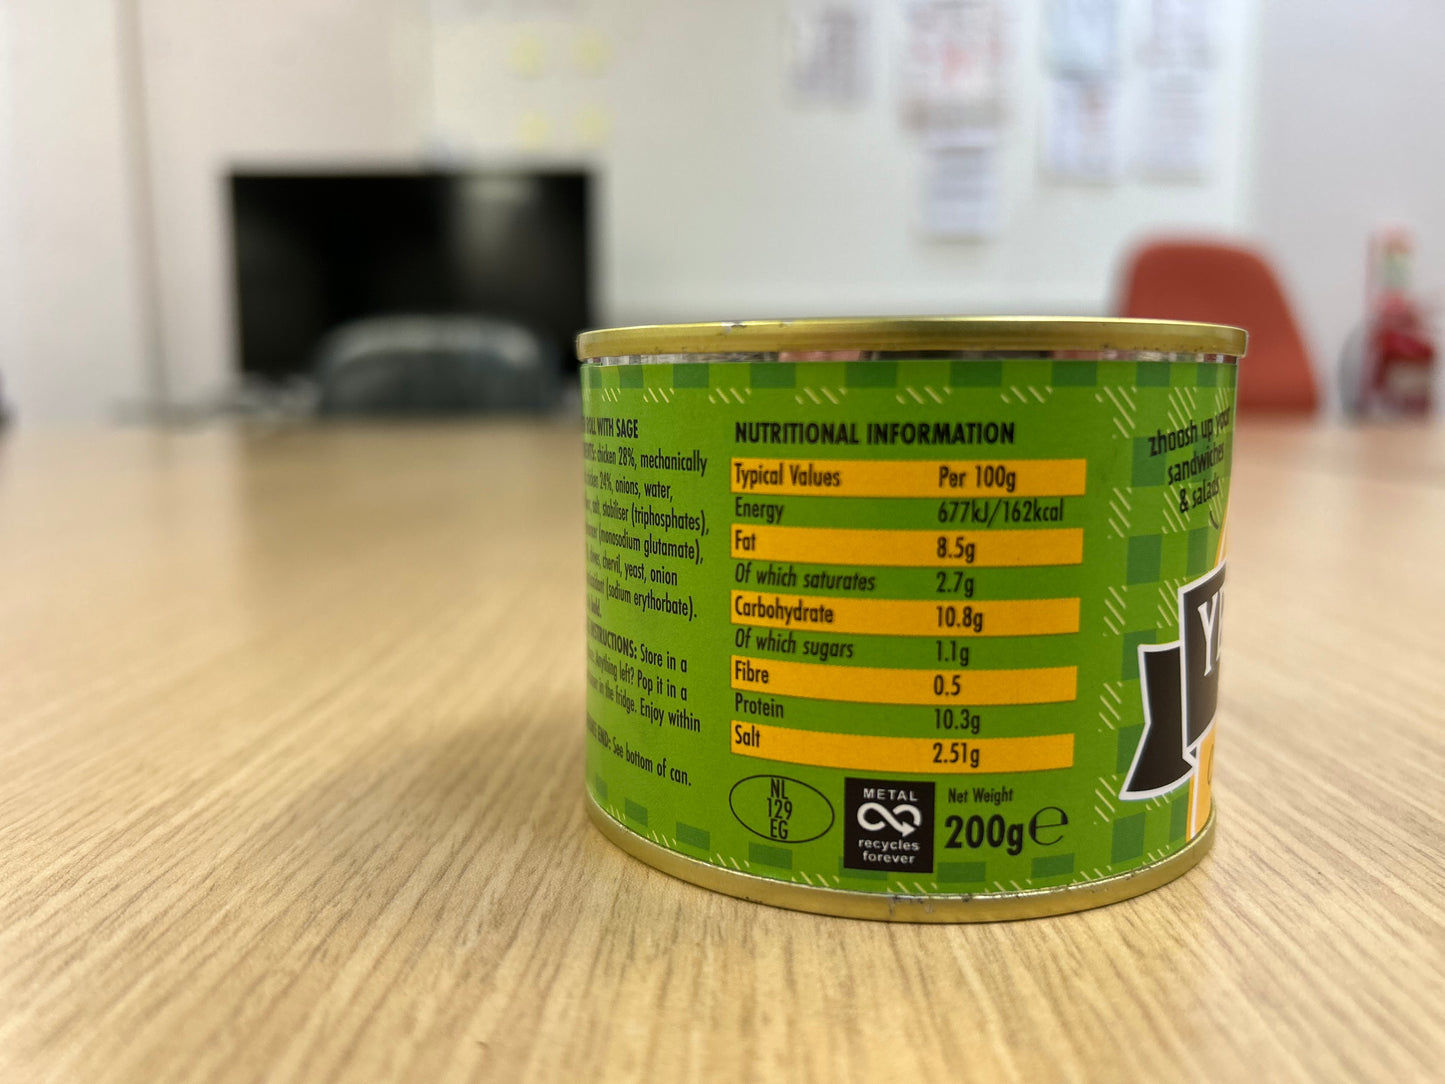 ROLL WITH SAGE
chicken 28%, mechanically
chicken 24%, onions, water,
salt, stabiliser (triphosphates),
(monosodium glutamate),
chervil, yeast, onion
(sodium erythorbate).
INSTRUCTIONS: Store in a
Anything left? Pop it in a
in the fridge. Enjoy within
END: See bottom of can.
NUTRITIONAL INFORMATION
Typical Values Per 100g
Energy 677kJ/162kcal
Fat 8.5g
Of which saturates 2.7g
Carbohydrate 10.8g
Of which sugars 1.1g
Fibre 0.5
Protein 10.3g
Salt 2.51g
NL
129
EG
METAL
recycles
forever
Net Weight
200g℮
zhoosh up your
sandwiches
& salads
YE